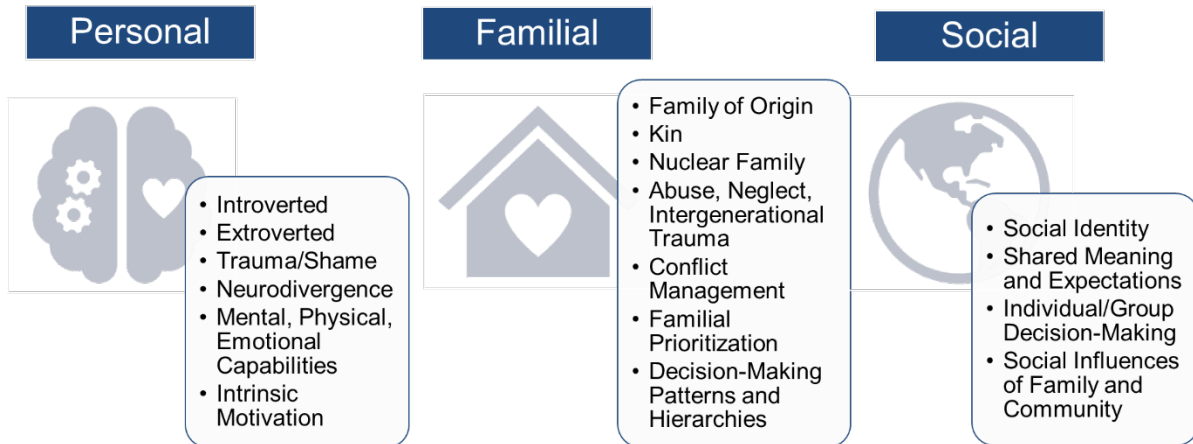 Personal
• Introverted
• Extroverted
• Trauma/Shame
• Neurodivergence
• Mental, Physical,
Emotional
Capabilities
• Intrinsic
Motivation
Familial
• Family of Origin
• Kin
• Nuclear Family
• Abuse, Neglect,
Intergenerational
Trauma
• Conflict
Management
• Familial
Prioritization
• Decision-Making
Patterns and
Hierarchies
Social
• Social Identity
• Shared Meaning
and Expectations
• Individual/Group
Decision-Making
• Social Influences
of Family and
Community